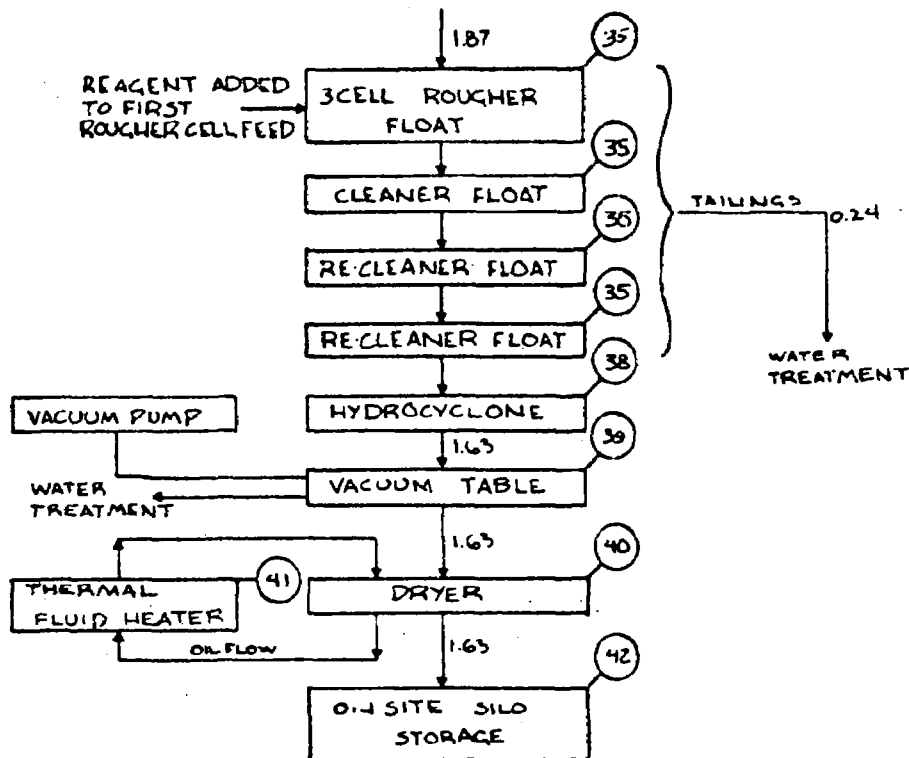 1.87
35
REAGENT ADDED
TO FIRST
ROUGHER CELL FEED
3 CELL ROUGHER
FLOAT
35
CLEANER FLOAT
TAILINGS
0.24
36
RE-CLEANER FLOAT
35
RE-CLEANER FLOAT
WATER
TREATMENT
38
HYDROCYCLONE
VACUUM PUMP
1.63
39
VACUUM TABLE
WATER
TREATMENT
1.63
40
41
THERMAL
FLUID HEATER
DRYER
OIL FLOW
1.63
42
SITE SILO
STORAGE